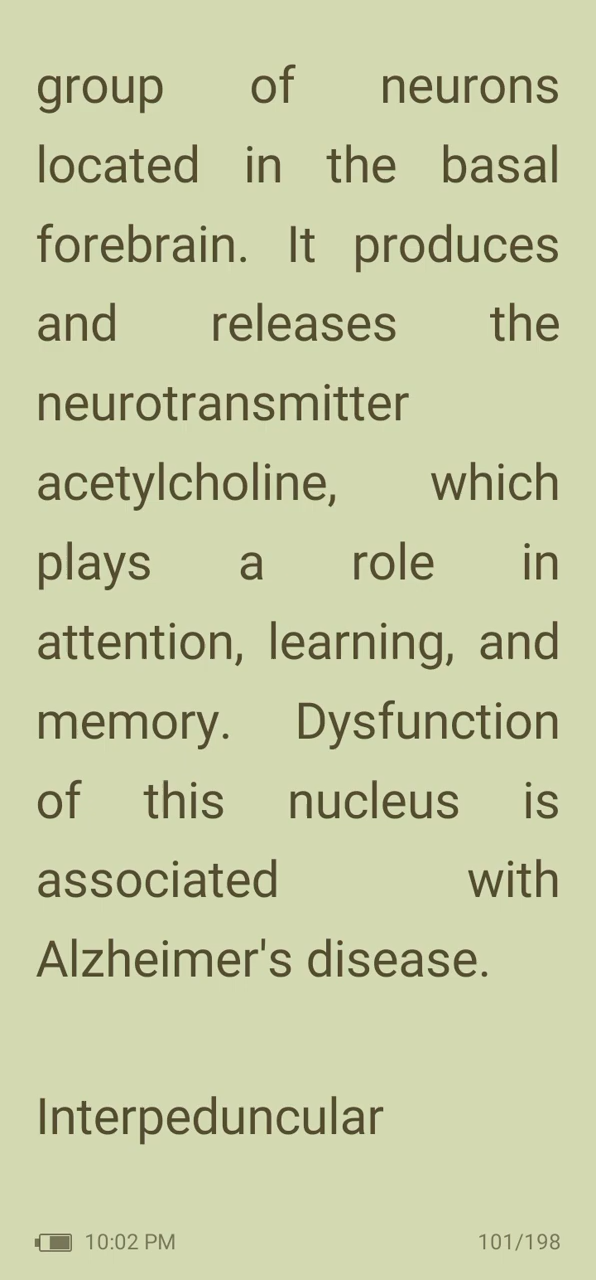 group of neurons
located in the basal
forebrain. It produces
and releases the
neurotransmitter
acetylcholine, which
plays a role in
attention, learning, and
memory. Dysfunction
of this nucleus is
associated with
Alzheimer's disease.
Interpeduncular
10:02 PM 101/198